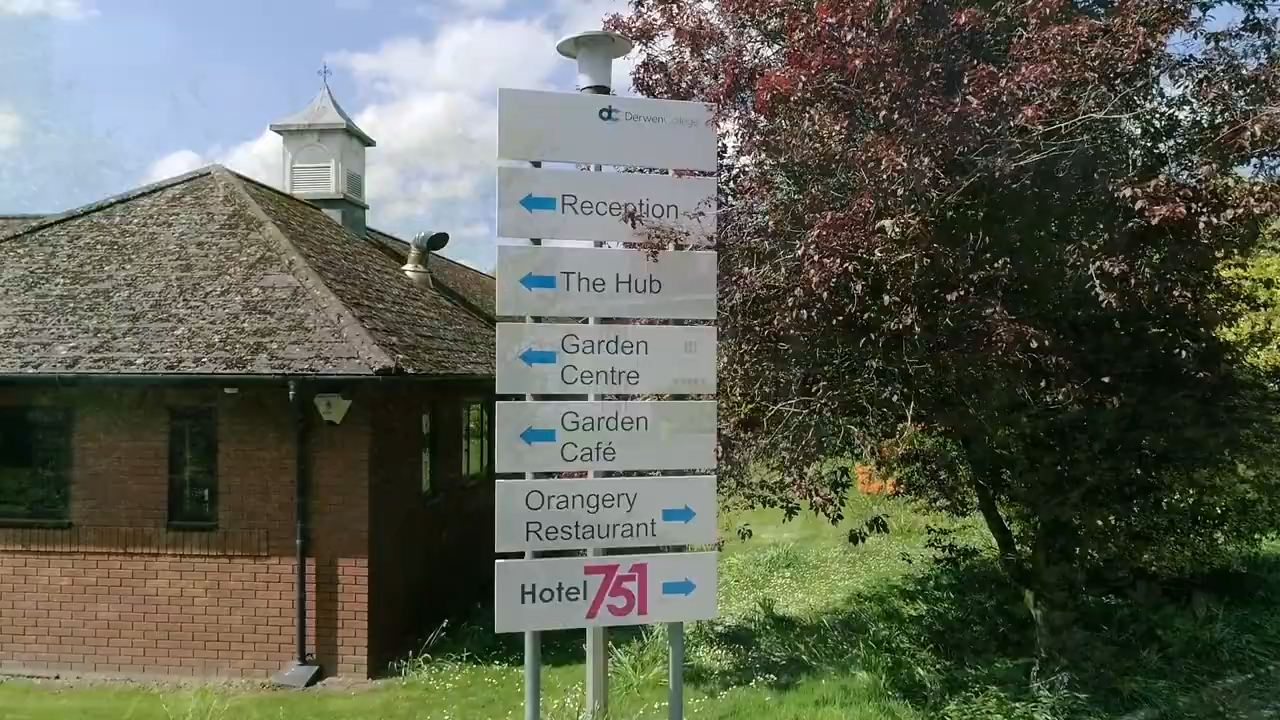 dc Derwen College
Reception
The Hub
Garden
Centre
Garden
Café
Orangery
Restaurant
Hotel 751